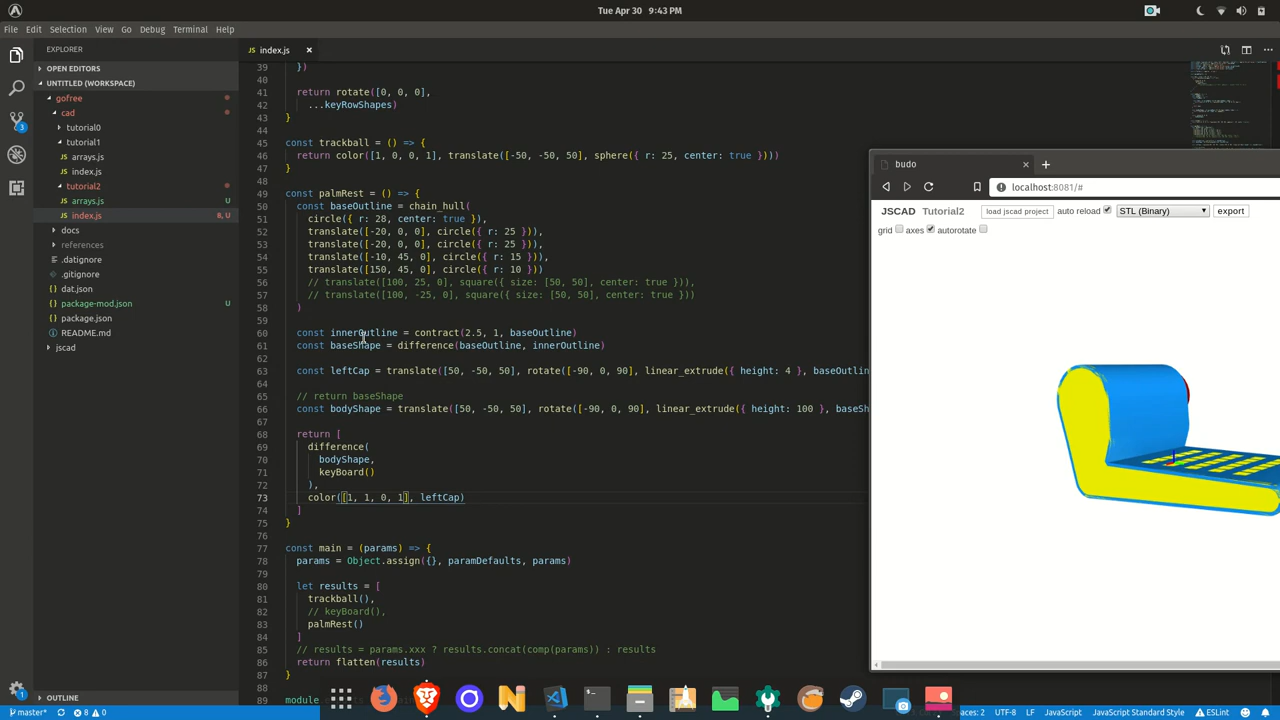 Tue Apr 30 9:43 PM
File Edit Selection View Go Debug Terminal Help
EXPLORER
OPEN EDITORS
UNTITLED (WORKSPACE)
gofree
cad
tutorial0
tutorial1
JS arrays.js
JS index.js
tutorial2
JS arrays.js U
JS index.js 8, U
docs
references
.datignore
.gitignore
dat.json
package-mod.json U
package.json
README.md
jscad
OUTLINE
3
1
JS index.js
39 })
40
41 return rotate([0, 0, 0],
42 ...keyRowShapes)
43 }
44
45 const trackball = () => {
46 return color([1, 0, 0, 1], translate([-50, -50, 50], sphere({ r: 25, center: true })))
47 }
48
49 const palmRest = () => {
50 const baseOutline = chain_hull(
51 circle({ r: 28, center: true }),
52 translate([-20, 0, 0], circle({ r: 25 })),
53 translate([-20, 0, 0], circle({ r: 25 })),
54 translate([-10, 45, 0], circle({ r: 15 })),
55 translate([150, 45, 0], circle({ r: 10 }))
56 // translate([100, 25, 0], square({ size: [50, 50], center: true })),
57 // translate([100, -25, 0], square({ size: [50, 50], center: true }))
58 )
59
60 const innerOutline = contract(2.5, 1, baseOutline)
61 const baseShape = difference(baseOutline, innerOutline)
62
63 const leftCap = translate([50, -50, 50], rotate([-90, 0, 90], linear_extrude({ height: 4 }, baseOutlin
64
65 // return baseShape
66 const bodyShape = translate([50, -50, 50], rotate([-90, 0, 90], linear_extrude({ height: 100 }, baseSh
67
68 return [
69 difference(
70 bodyShape,
71 keyBoard()
72 ),
73 color([1, 1, 0, 1], leftCap)
74 ]
75 }
76
77 const main = (params) => {
78 params = Object.assign({}, paramDefaults, params)
79
80 let results = [
81 trackball(),
82 // keyBoard(),
83 palmRest()
84 ]
85 // results = params.xxx ? results.concat(comp(params)) : results
86 return flatten(results)
87 }
88
89 module
budo
localhost:8081/#
JSCAD Tutorial2 load jscad project auto reload STL (Binary) export
grid axes autorotate
master* 8 0
aces: 2 UTF-8 LF JavaScript JavaScript Standard Style ESLint